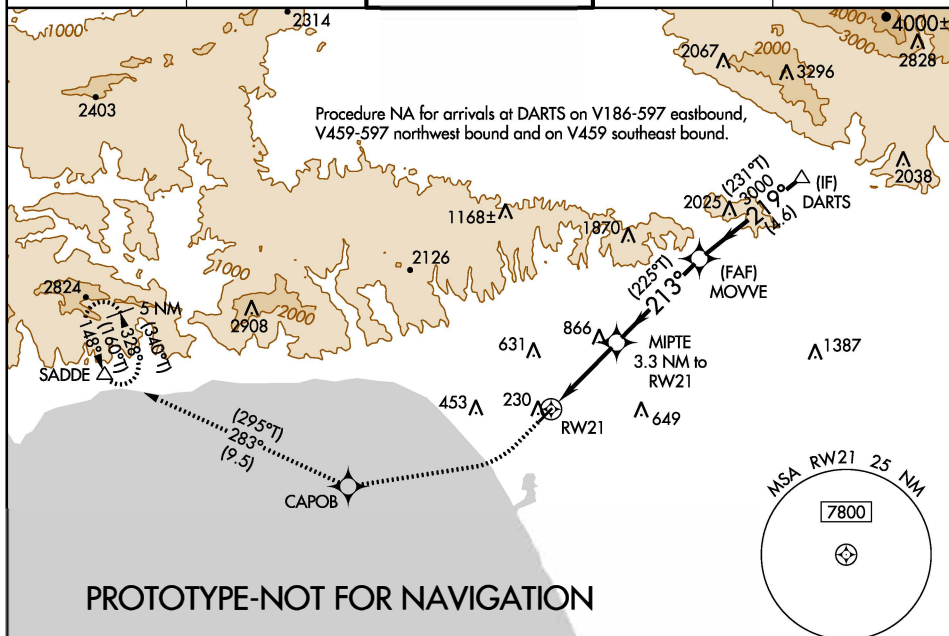 1000
2314
4000
4000±
3000
2828
2067
2000
3296
2403
Procedure NA for arrivals at DARTS on V186-597 eastbound,
V459-597 northwest bound and on V459 southeast bound.
2038
(231°T)
3000
219°
(4.6)
(IF)
DARTS
2025
1168±
1870
2126
1000
(225°T)
213°
(FAF)
MOVVE
2824
5 NM
2908
2000
148°
(160°T)
328°
(340°T)
SADDE
866
631
MIPTE
3.3 NM to
RW21
1387
453
230
649
RW21
(295°T)
283°
(9.5)
CAPOB
MSA RW21 25 NM
7800
PROTOTYPE-NOT FOR NAVIGATION